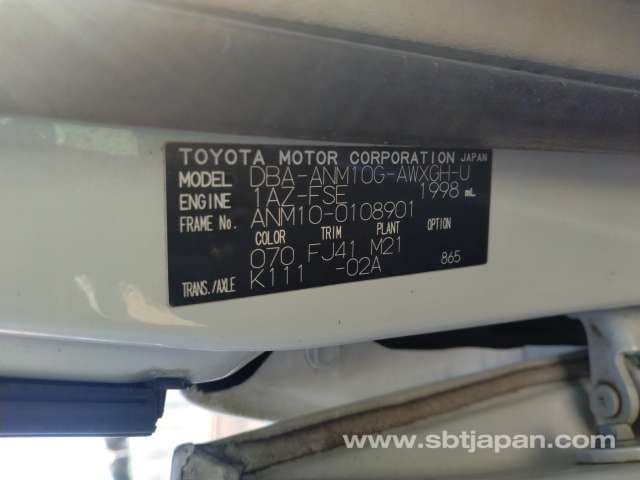 TOYOTA MOTOR CORPORATION JAPAN
MODEL DBA-ANM10G-AWXGH-U
ENGINE 1AZ-FSE 1998 mL
FRAME No. ANM10-0108901
COLOR TRIM PLANT OPTION
070 FJ41 M21 865
TRANS./AXLE K111 -02A
www.sbtjapan.com